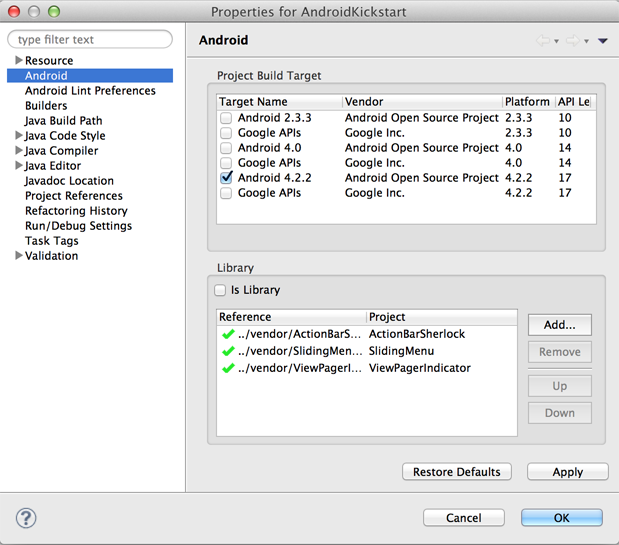 Properties for AndroidKickstart
type filter text
Resource
Android
Android Lint Preferences
Builders
Java Build Path
Java Code Style
Java Compiler
Java Editor
Javadoc Location
Project References
Refactoring History
Run/Debug Settings
Task Tags
Validation
Android
Project Build Target
Target Name Vendor Platform API Le
Android 2.3.3 Android Open Source Project 2.3.3 10
Google APIs Google Inc. 2.3.3 10
Android 4.0 Android Open Source Project 4.0 14
Google APIs Google Inc. 4.0 14
Android 4.2.2 Android Open Source Project 4.2.2 17
Google APIs Google Inc. 4.2.2 17
Library
Is Library
Reference Project
../vendor/ActionBarS... ActionBarSherlock
../vendor/SlidingMen... SlidingMenu
../vendor/ViewPagerI... ViewPagerIndicator
Add...
Remove
Up
Down
Restore Defaults Apply
? Cancel OK